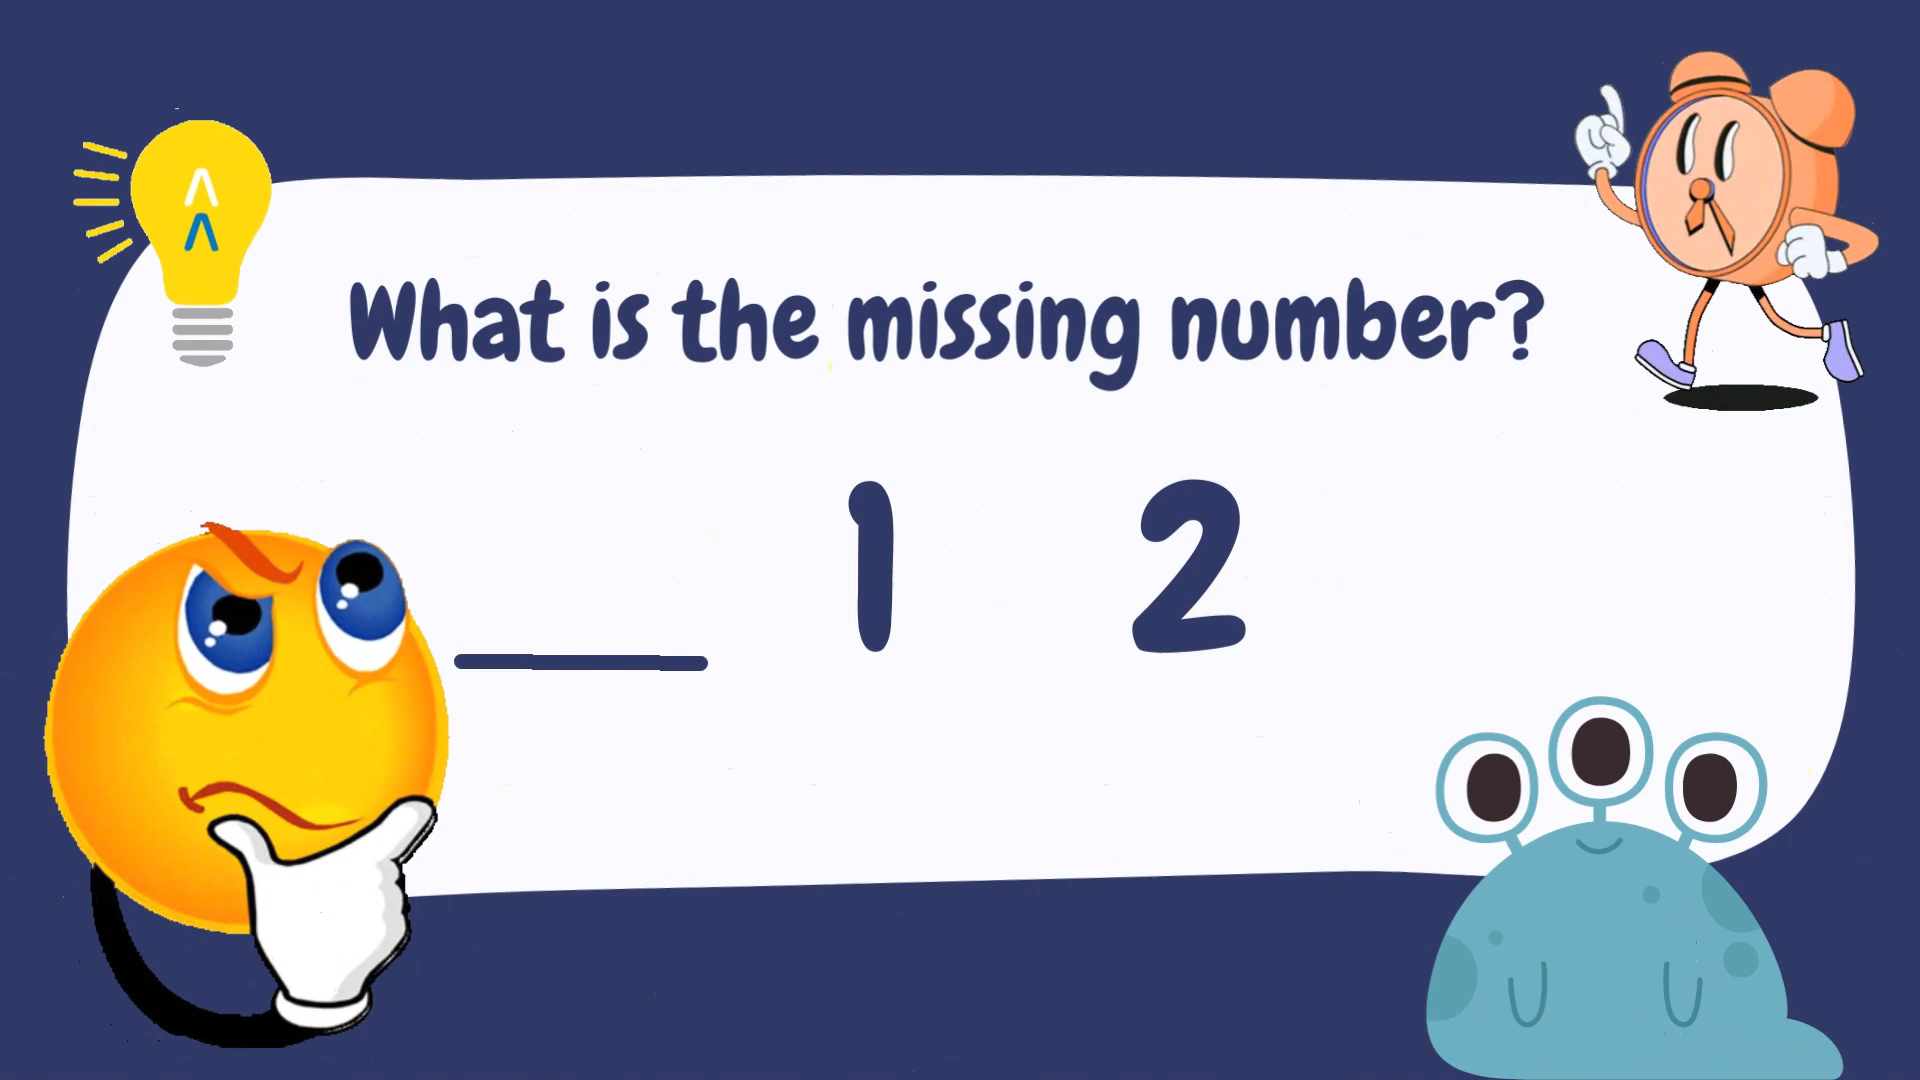 What is the missing number?
___ 1 2